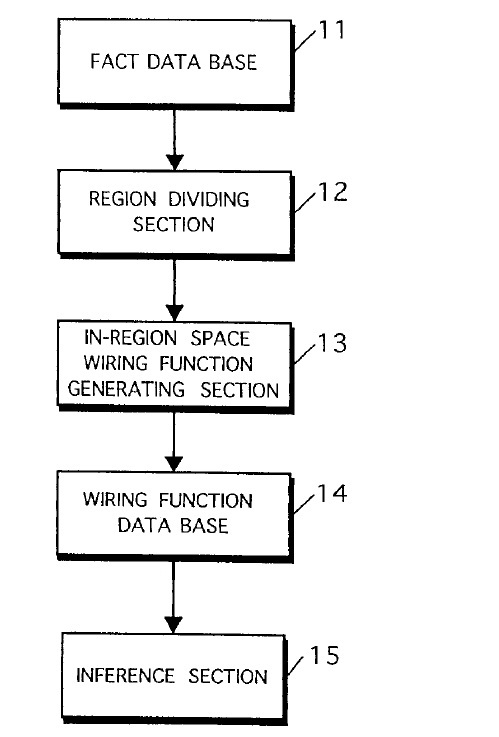 11
FACT DATA BASE
12
REGION DIVIDING
SECTION
13
IN-REGION SPACE
WIRING FUNCTION
GENERATING SECTION
14
WIRING FUNCTION
DATA BASE
15
INFERENCE SECTION